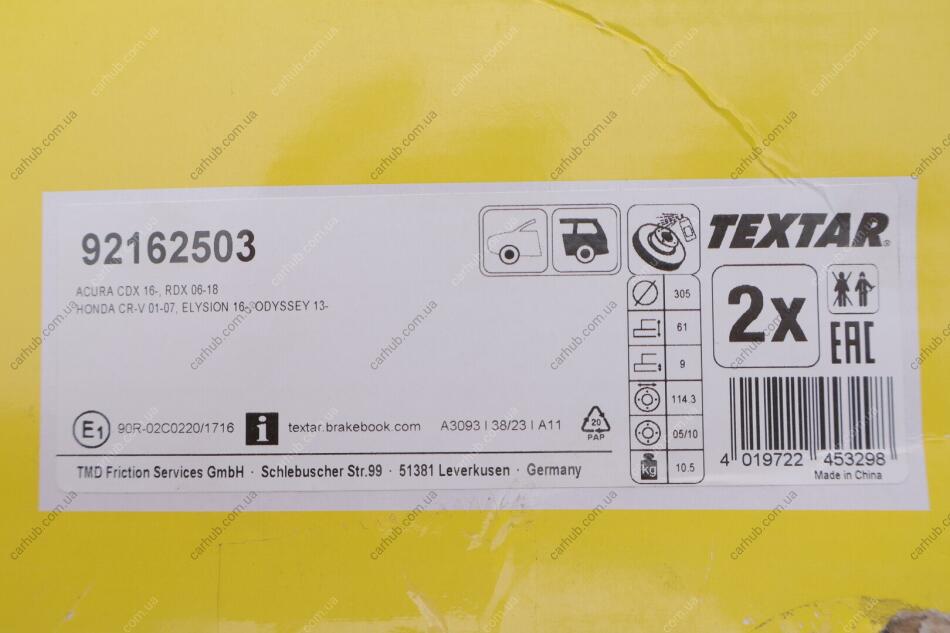 92162503
ACURA CDX 16-, RDX 06-18
HONDA CR-V 01-07, ELYSION 16-, ODYSSEY 13-
E1
90R-02C0220/1716
i
textar.brakebook.com
A3093 | 38/23 | A11
20
PAP
TMD Friction Services GmbH · Schlebuscher Str.99 · 51381 Leverkusen · Germany
305
61
9
114.3
05/10
kg
10.5
TEXTAR®
2x
EAC
4 019722 453298
Made in China
carhub.com.ua